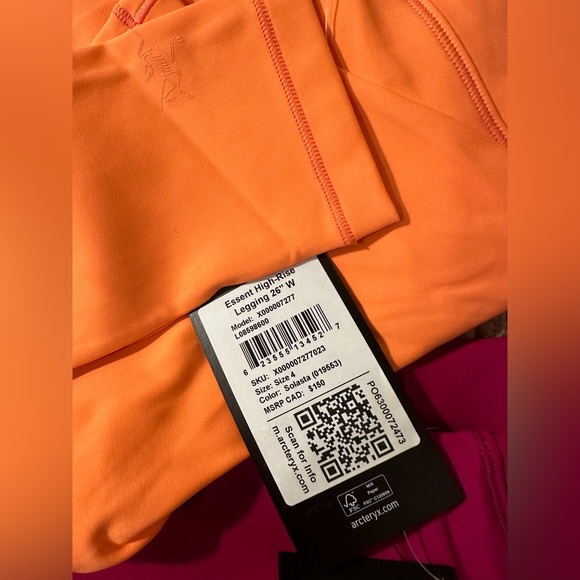 Essent High-Rise
Legging 26" W
Model: X000007277
L08598600
6 23555 13452 7
SKU: X000007277023
Size: Size 4
Color: Solasta (019553)
MSRP CAD: $150
Scan for Info
m.arcteryx.com
PO6300072473
FSC
MIX
Paper
arcteryx.com